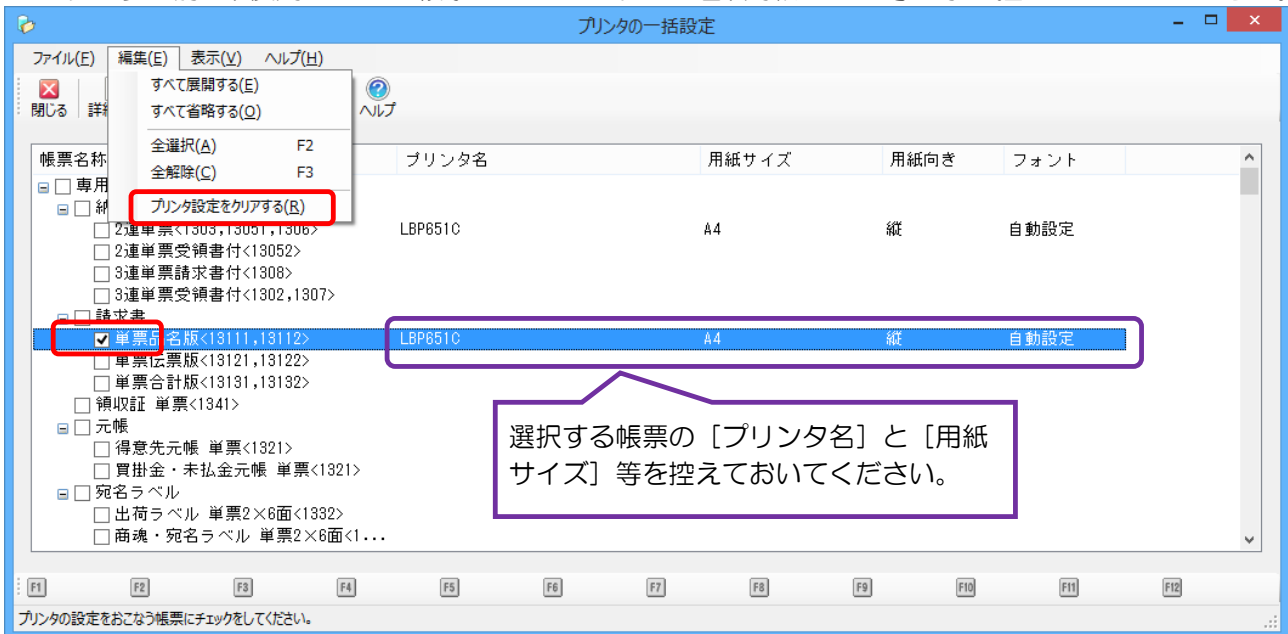 プリンタの一括設定
ファイル(F) 編集(E) 表示(V) ヘルプ(H)
すべて展開する(E)
すべて省略する(O)
全選択(A) F2
全解除(C) F3
プリンタ設定をクリアする(R)
閉じる 詳細 ヘルプ
帳票名称 プリンタ名 用紙サイズ 用紙向き フォント
専用
納
2連単票<1303,13051,1306> LBP651C A4 縦 自動設定
2連単票受領書付<13052>
3連単票請求書付<1308>
3連単票受領書付<1302,1307>
請求書
単票品名版<13111,13112> LBP651C A4 縦 自動設定
単票伝票版<13121,13122>
単票合計版<13131,13132>
領収証 単票<1341>
元帳
得意先元帳 単票<1321>
買掛金・未払金元帳 単票<1321>
宛名ラベル
出荷ラベル 単票2×6面<1332>
商魂・宛名ラベル 単票2×6面<1...
選択する帳票の［プリンタ名］と［用紙
サイズ］等を控えておいてください。
F1 F2 F3 F4 F5 F6 F7 F8 F9 F10 F11 F12
プリンタの設定をおこなう帳票にチェックをしてください。